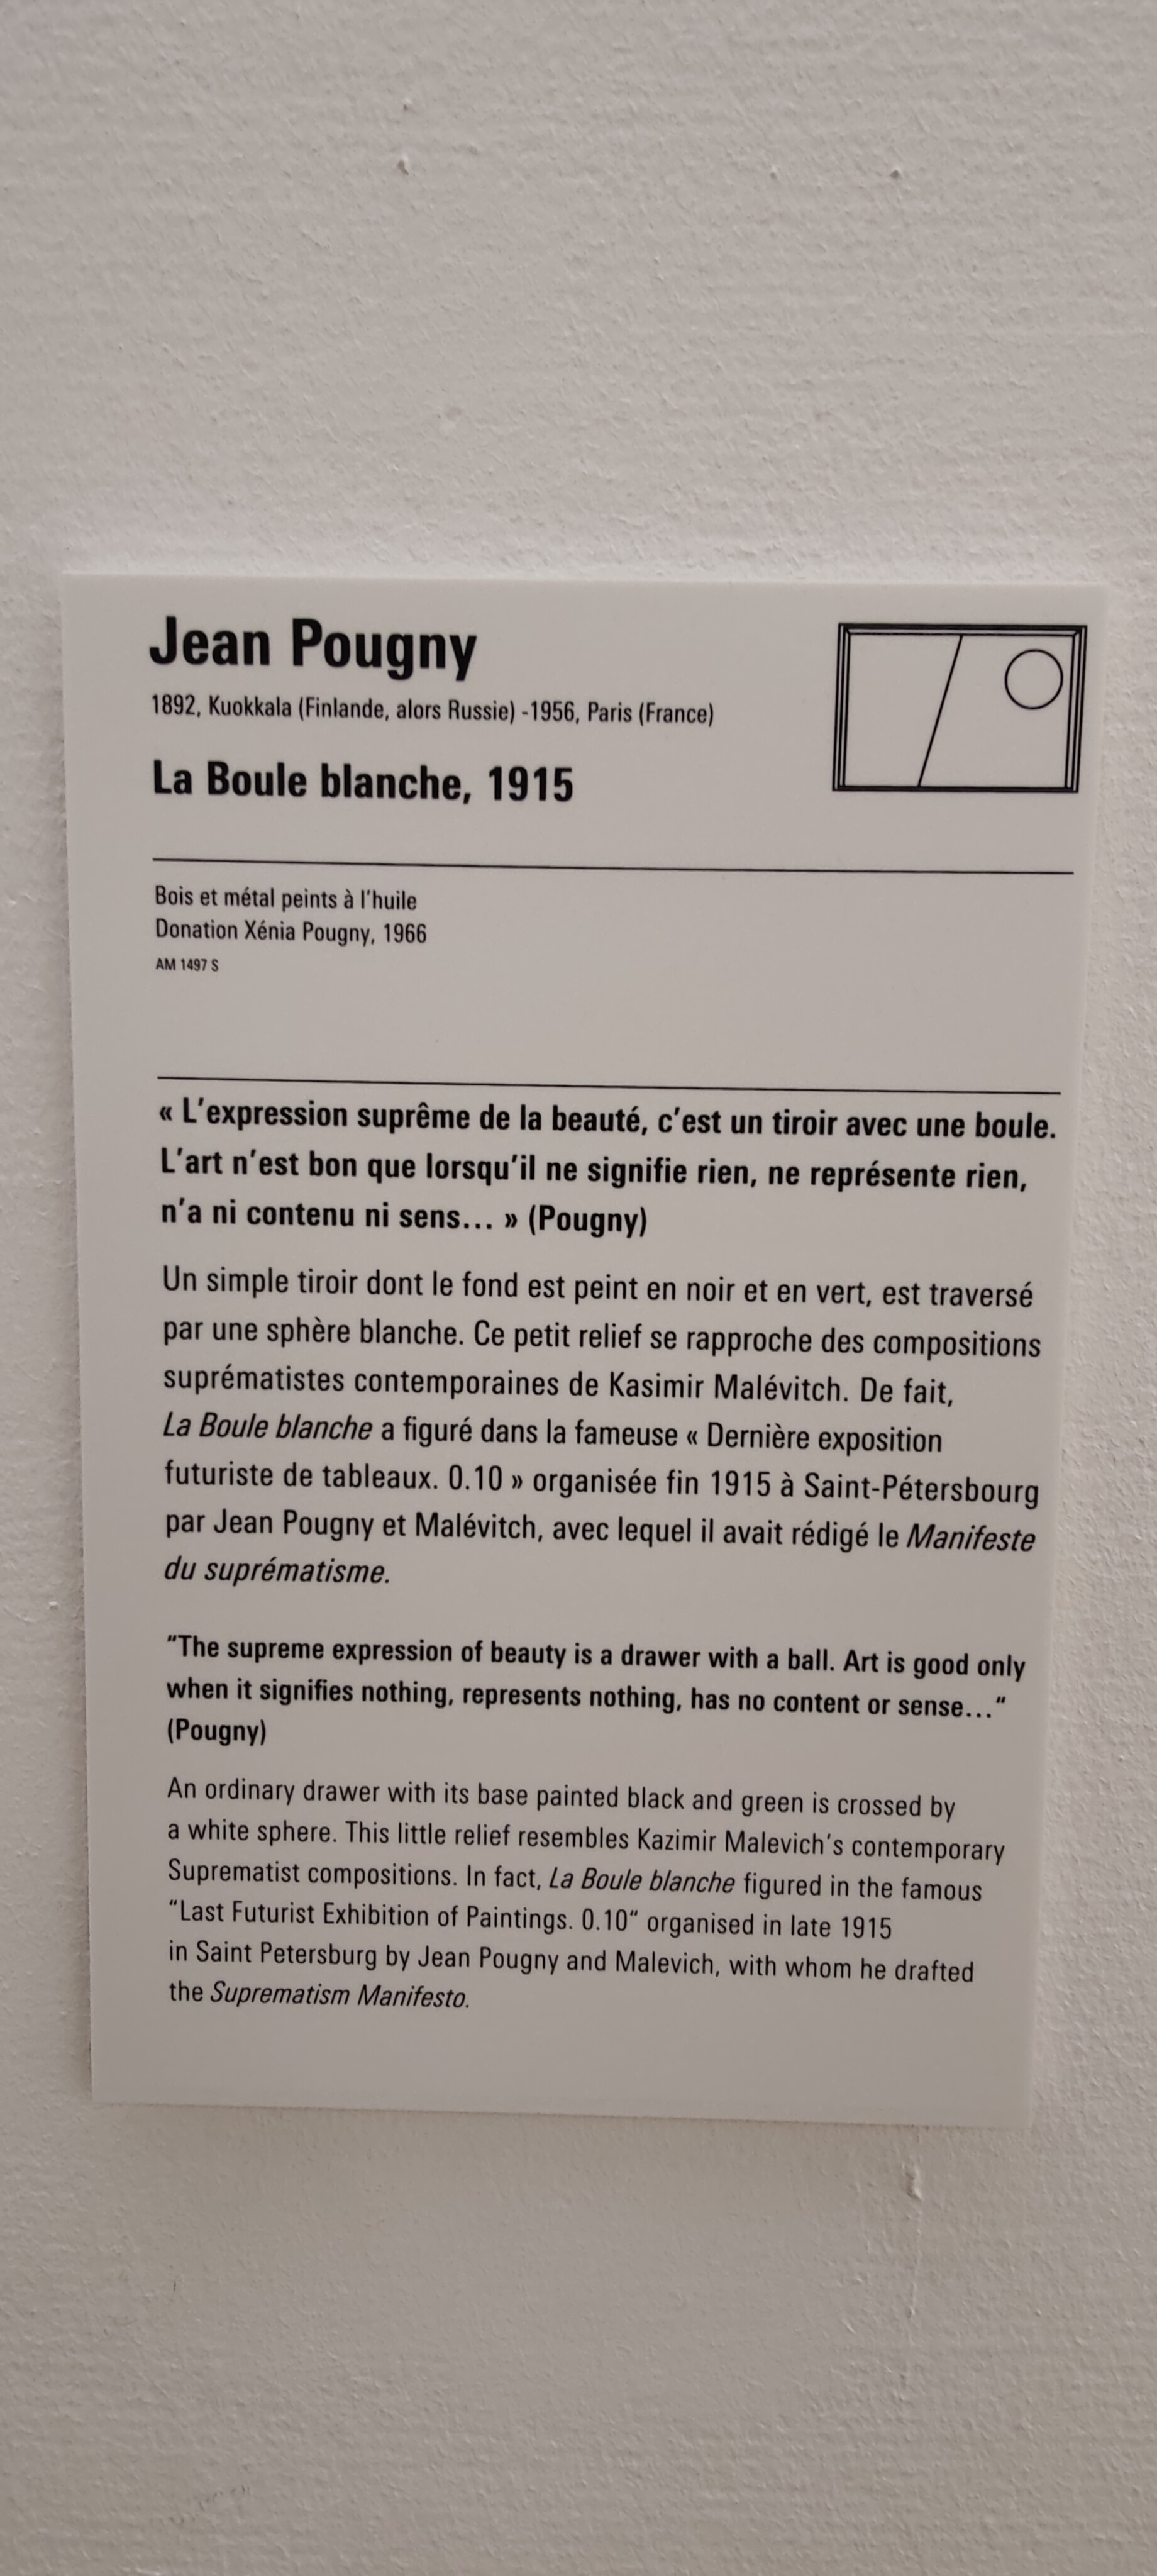 Jean Pougny
1892, Kuokkala (Finlande, alors Russie) -1956, Paris (France)
La Boule blanche, 1915
Bois et métal peints à l'huile
Donation Xénia Pougny, 1966
AM 1497 S
« L'expression suprême de la beauté, c'est un tiroir avec une boule.
L'art n'est bon que lorsqu'il ne signifie rien, ne représente rien,
n'a ni contenu ni sens... » (Pougny)
Un simple tiroir dont le fond est peint en noir et en vert, est traversé
par une sphère blanche. Ce petit relief se rapproche des compositions
suprématistes contemporaines de Kasimir Malévitch. De fait,
La Boule blanche a figuré dans la fameuse « Dernière exposition
futuriste de tableaux. 0.10 » organisée fin 1915 à Saint-Pétersbourg
par Jean Pougny et Malévitch, avec lequel il avait rédigé le Manifeste
du suprématisme.
“The supreme expression of beauty is a drawer with a ball. Art is good only
when it signifies nothing, represents nothing, has no content or sense...“
(Pougny)
An ordinary drawer with its base painted black and green is crossed by
a white sphere. This little relief resembles Kazimir Malevich's contemporary
Suprematist compositions. In fact, La Boule blanche figured in the famous
“Last Futurist Exhibition of Paintings. 0.10“ organised in late 1915
in Saint Petersburg by Jean Pougny and Malevich, with whom he drafted
the Suprematism Manifesto.